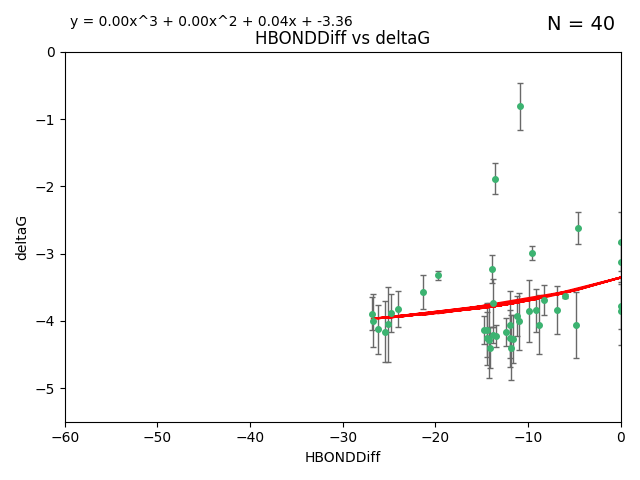 y = 0.00x^3 + 0.00x^2 + 0.04x + -3.36
N = 40
HBONDDiff vs deltaG
0
−1
−2
−3
−4
−5
deltaG
−60 −50 −40 −30 −20 −10 0
HBONDDiff